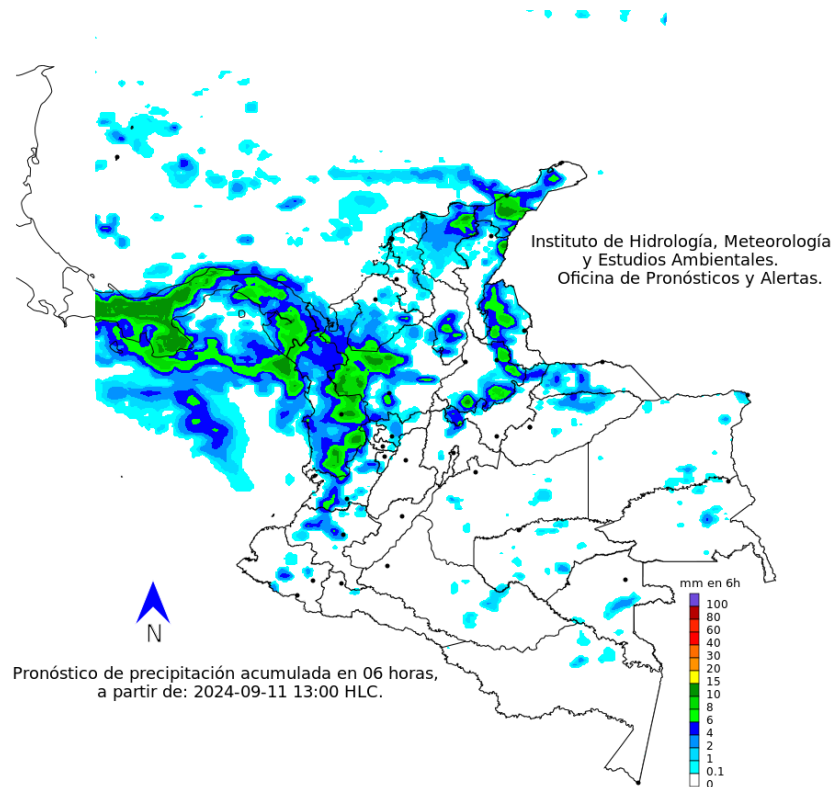 Instituto de Hidrología, Meteorología
y Estudios Ambientales.
Oficina de Pronósticos y Alertas.
mm en 6h
100
80
60
40
30
20
15
10
8
6
4
2
1
0.1
0
N
Pronóstico de precipitación acumulada en 06 horas,
a partir de: 2024-09-11 13:00 HLC.